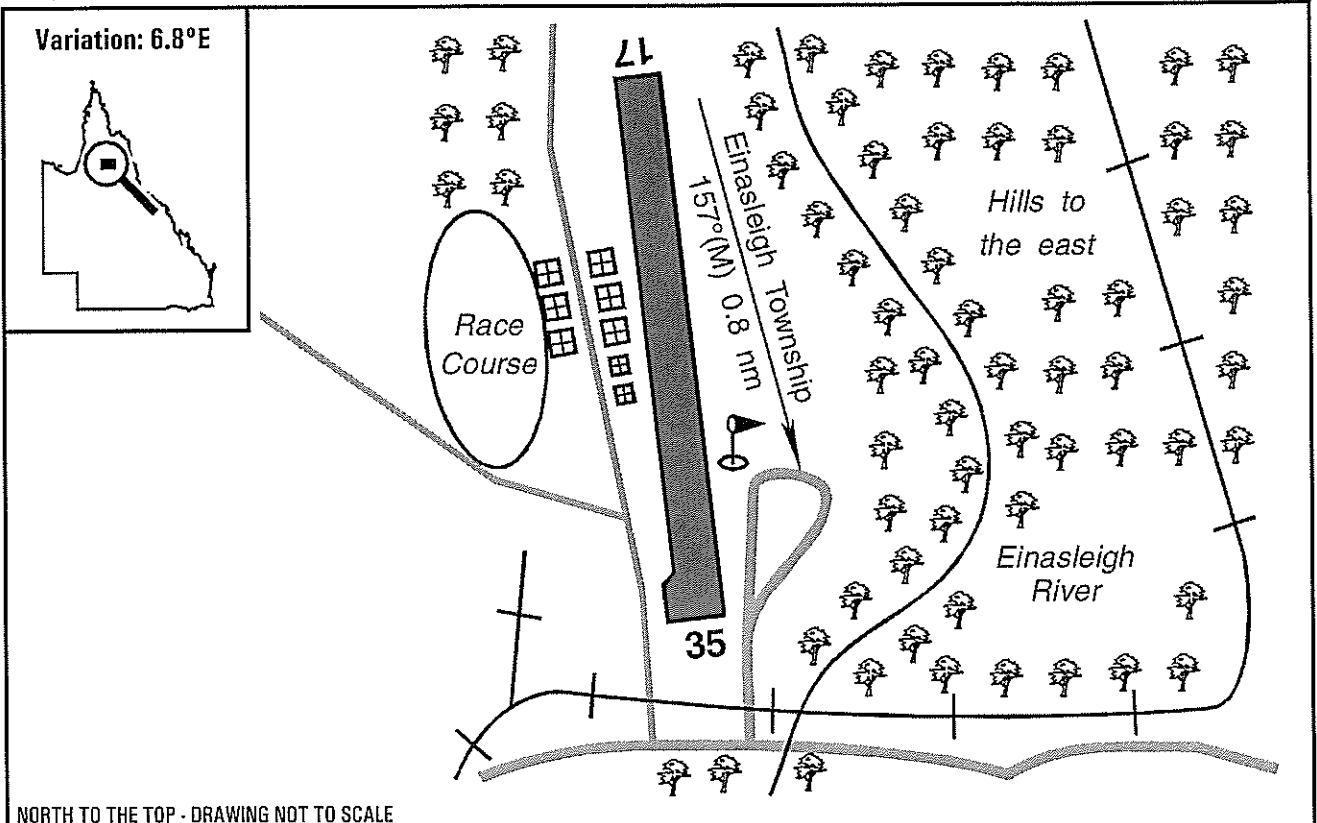 Variation: 6.8°E
17
Einasleigh Township
157°(M) 0.8 nm
Hills to
the east
Race
Course
Einasleigh
River
35
NORTH TO THE TOP - DRAWING NOT TO SCALE